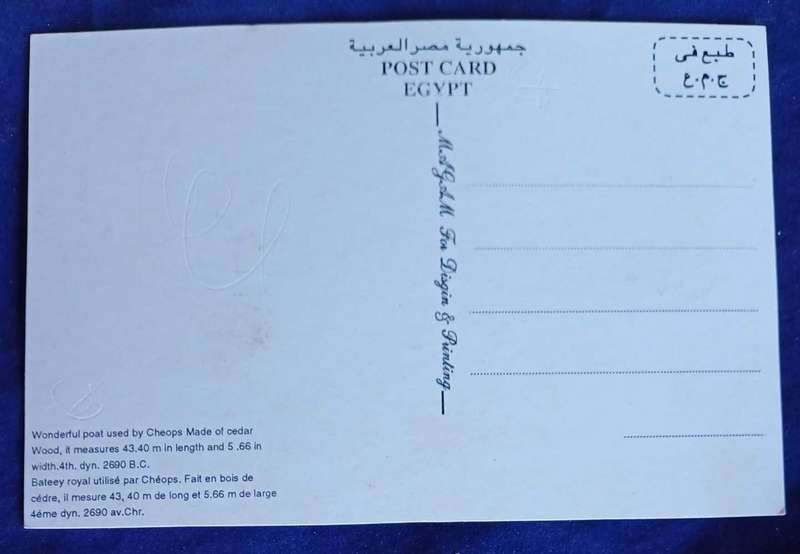 جمهورية مصر العربية
POST CARD
EGYPT
طبع فى
ج.م.ع
MAGAM For Disgin & Printing
Wonderful poat used by Cheops Made of cedar
Wood, it measures 43.40 m in length and 5 .66 in
width.4th. dyn. 2690 B.C.
Bateey royal utilisé par Chéops. Fait en bois de
cédre, il mesure 43, 40 m de long et 5.66 m de large
4éme dyn. 2690 av.Chr.